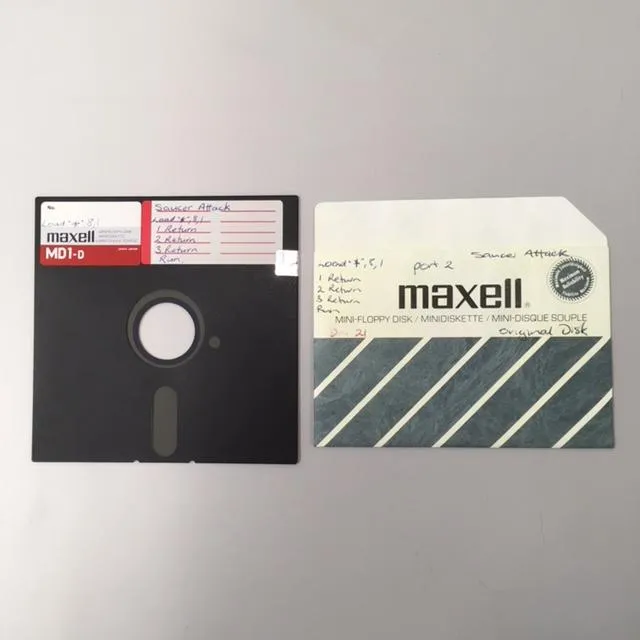 Load "*",8,1
maxell
MD1-D
Saucer Attack
Load "*",8,1
1 Return
2 Return
3 Return
Run
Load "*",8,1
1 Return
2 Return
3 Return
Run
part 2
Saucer Attack
maxell
MINI-FLOPPY DISK / MINIDISKETTE / MINI-DISQUE SOUPLE
original Disk